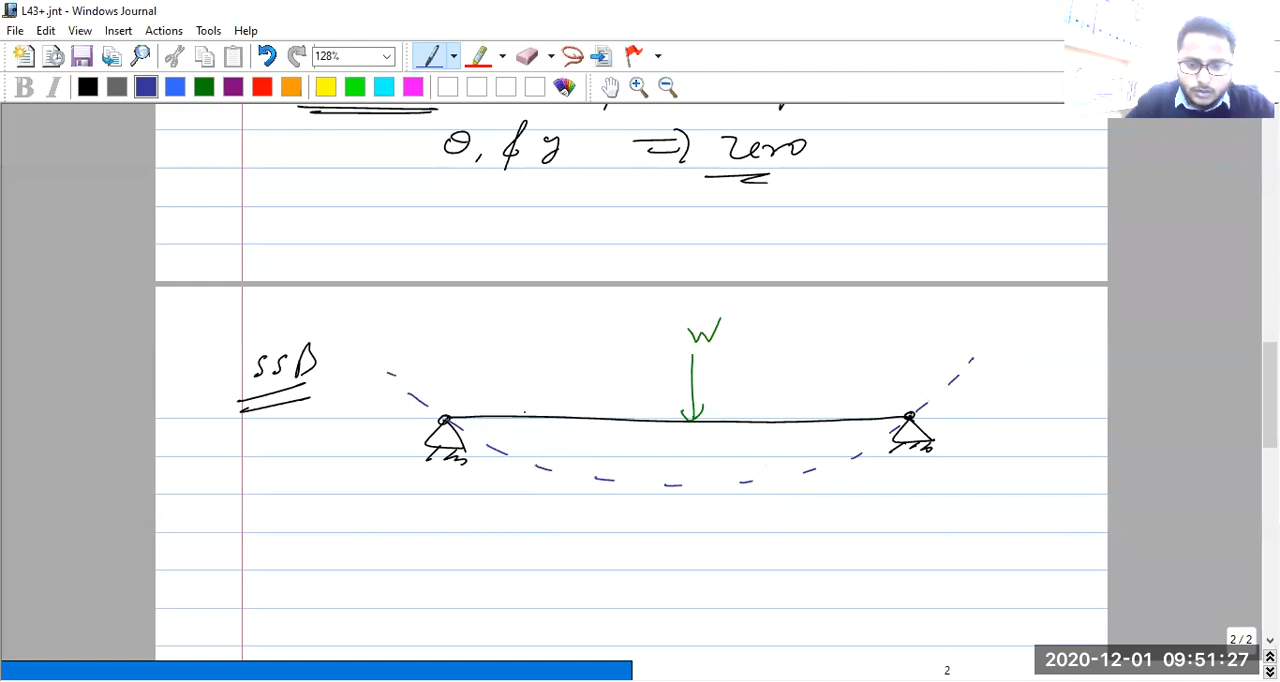 L43+.jnt - Windows Journal
File Edit View Insert Actions Tools Help
128%
B I
θ, & y ⇒ zero
W
SSB
2 / 2
2020-12-01 09:51:27
2